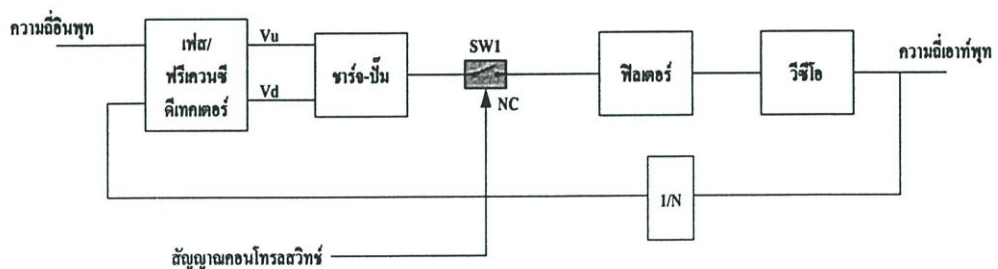 ความถี่อินพุท
เฟส/
ฟรีเควนซี
ดีเทคเตอร์
Vu
Vd
ชาร์จ-ปั๊ม
SW1
NC
ฟิลเตอร์
วีซีโอ
ความถี่เอาท์พุท
1/N
สัญญาณคอนโทรลสวิทช์